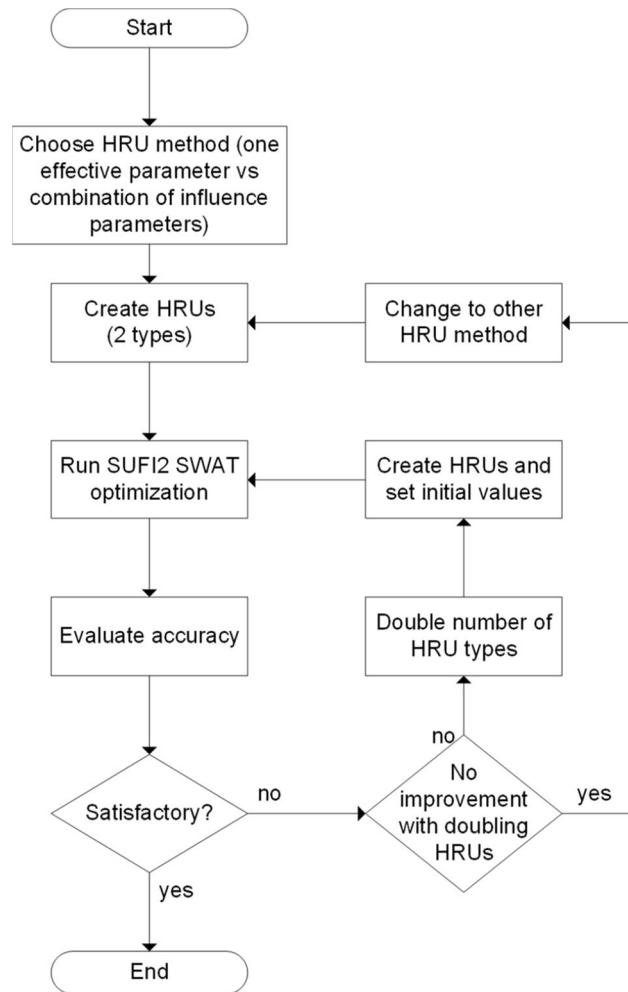 Start
Choose HRU method (one
effective parameter vs
combination of influence
parameters)
Create HRUs
(2 types)
Change to other
HRU method
Run SUFI2 SWAT
optimization
Create HRUs and
set initial values
Evaluate accuracy
Double number of
HRU types
Satisfactory?
no
yes
no
No
improvement
with doubling
HRUs
yes
End